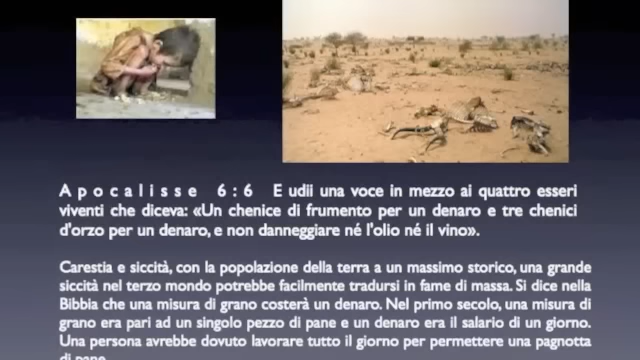 Apocalisse 6:6 E udii una voce in mezzo ai quattro esseri
viventi che diceva: «Un chenice di frumento per un denaro e tre chenici
d'orzo per un denaro, e non danneggiare né l'olio né il vino».
Carestia e siccità, con la popolazione della terra a un massimo storico, una grande
siccità nel terzo mondo potrebbe facilmente tradursi in fame di massa. Si dice nella
Bibbia che una misura di grano costerà un denaro. Nel primo secolo, una misura di
grano era pari ad un singolo pezzo di pane e un denaro era il salario di un giorno.
Una persona avrebbe dovuto lavorare tutto il giorno per permettere una pagnotta
di pane